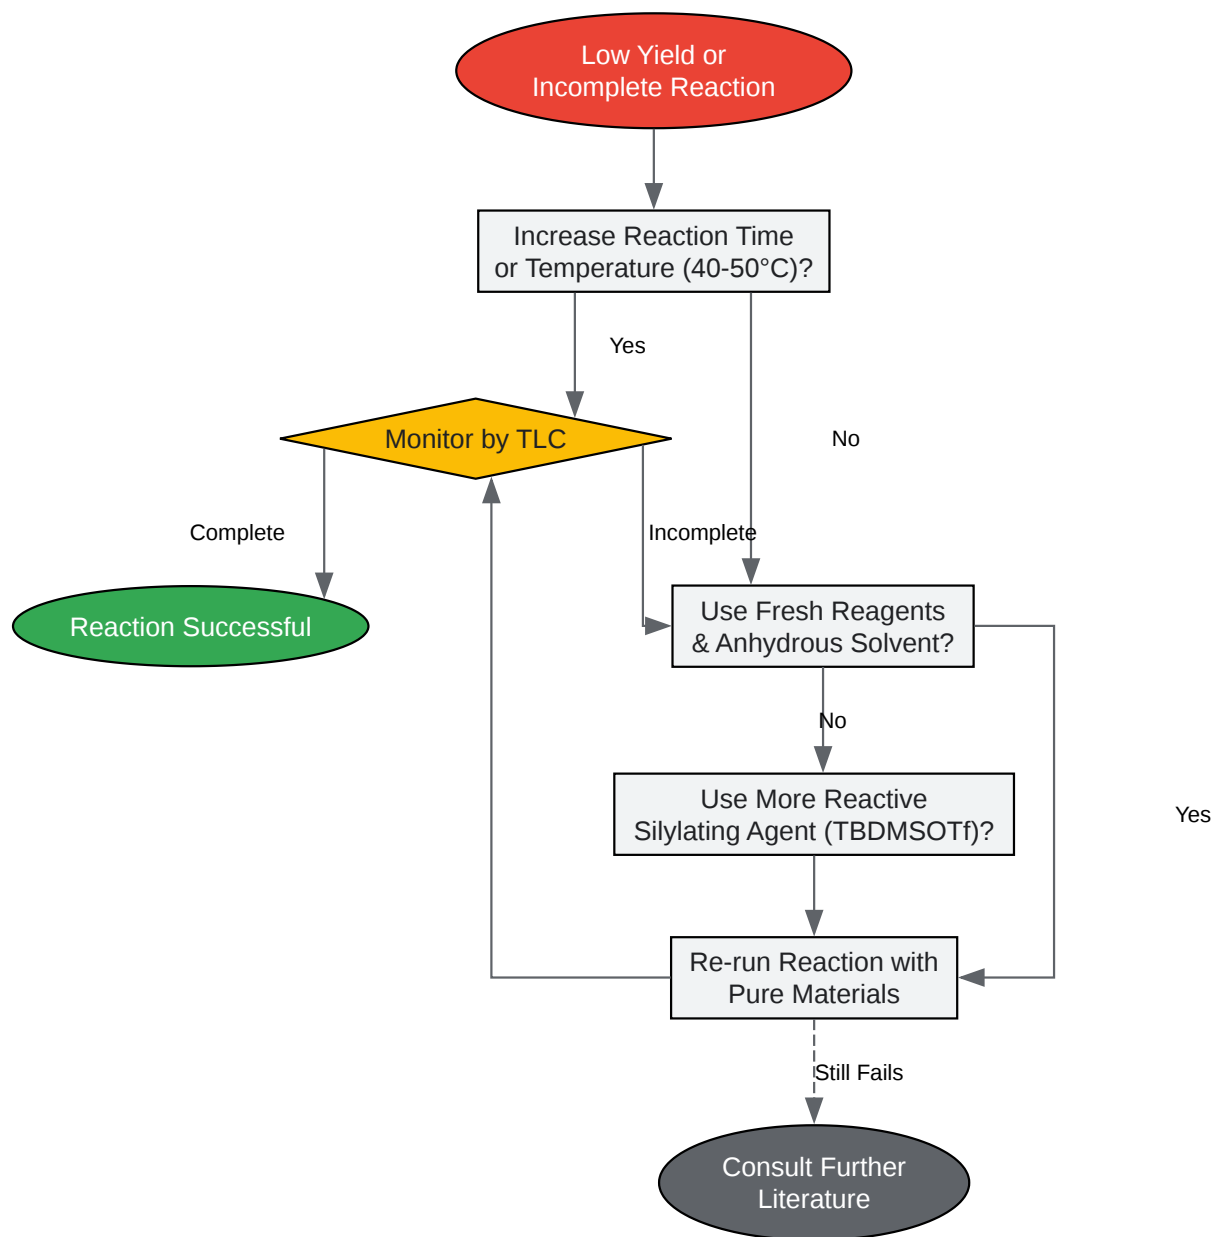 Low Yield or
Incomplete Reaction
Increase Reaction Time
or Temperature (40-50°C)?
Yes
Monitor by TLC
No
Complete
Incomplete
Reaction Successful
Use Fresh Reagents
& Anhydrous Solvent?
No
Use More Reactive
Silylating Agent (TBDMSOTf)?
Yes
Re-run Reaction with
Pure Materials
Still Fails
Consult Further
Literature